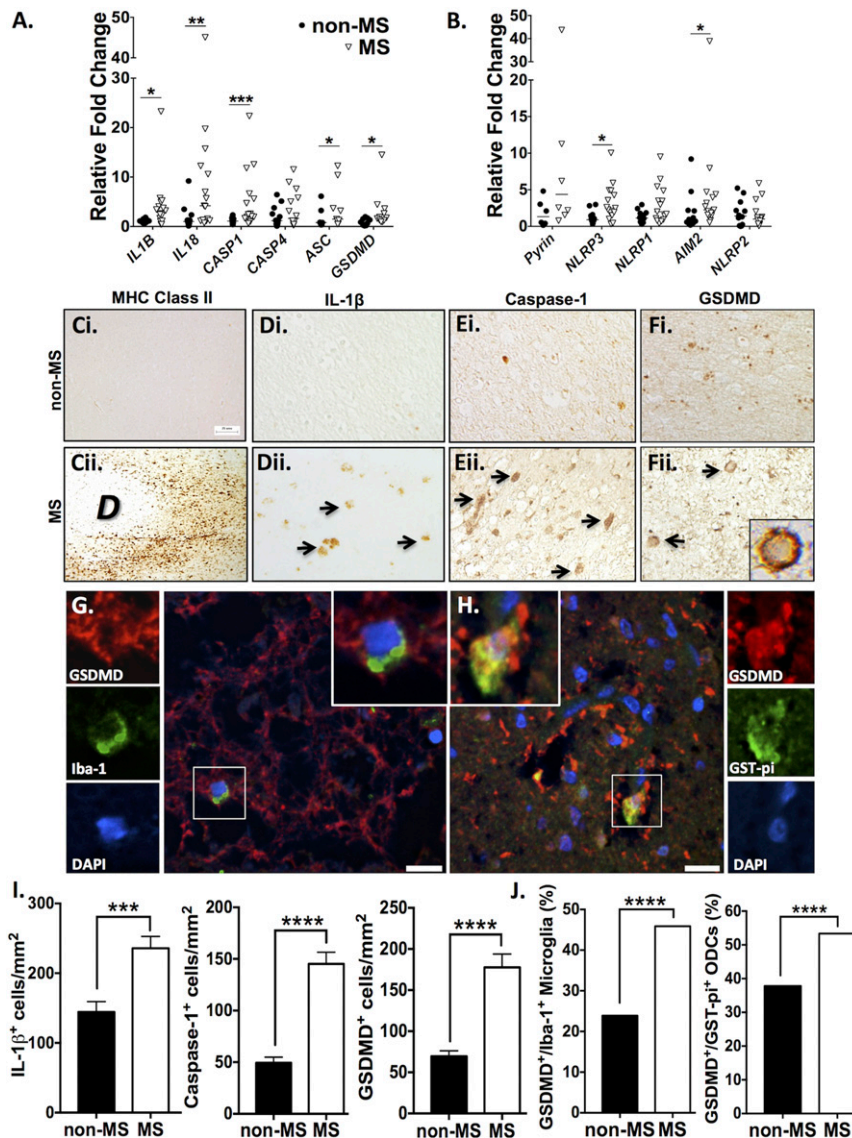 A.
Relative Fold Change
50
40
30
20
10
0
*
**
***
*
*
non-MS
MS
IL1B
IL18
CASP1
CASP4
ASC
GSDMD
B.
Relative Fold Change
50
40
30
15
10
5
0
*
*
Pyrin
NLRP3
NLRP1
AIM2
NLRP2
MHC Class II
IL-1β
Caspase-1
GSDMD
non-MS
Ci.
Di.
Ei.
Fi.
MS
Cii.
D
Dii.
Eii.
Fii.
G.
GSDMD
Iba-1
DAPI
H.
GSDMD
GST-pi
DAPI
I.
IL-1β+ cells/mm2
300
200
100
0
***
non-MS MS
Caspase-1+ cells/mm2
200
150
100
50
0
****
non-MS MS
GSDMD+ cells/mm2
250
200
150
100
50
0
****
non-MS MS
J.
GSDMD+/Iba-1+ Microglia (%)
50
40
30
20
10
0
****
non-MS MS
GSDMD+/GST-pi+ ODCs (%)
60
50
40
30
20
10
0
****
non-MS MS